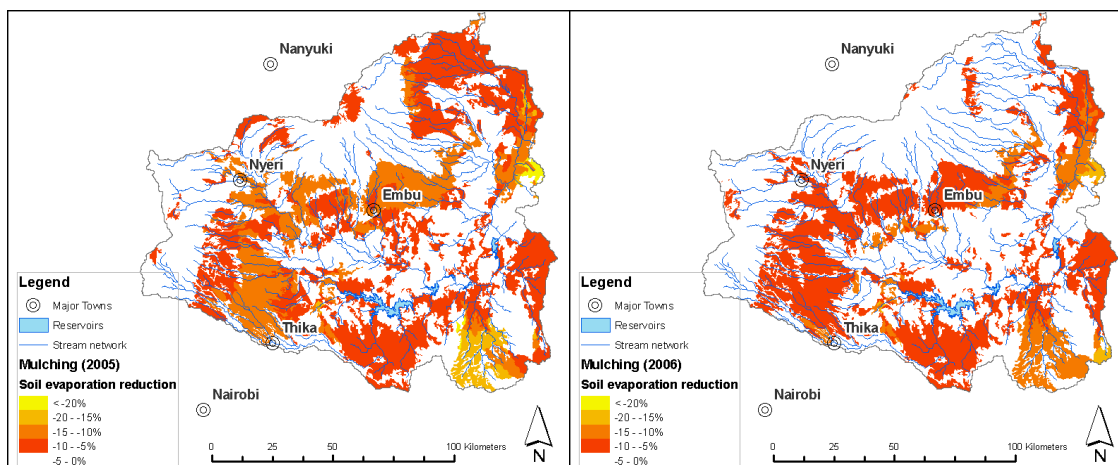 Nanyuki
Nyeri
Embu
Thika
Nairobi
Legend
Major Towns
Reservoirs
Stream network
Mulching (2005)
Soil evaporation reduction
< -20%
-20 - -15%
-15 - -10%
-10 - -5%
-5 - 0%
0 25 50 100 Kilometers
N
Nanyuki
Nyeri
Embu
Thika
Nairobi
Legend
Major Towns
Reservoirs
Stream network
Mulching (2006)
Soil evaporation reduction
< -20%
-20 - -15%
-15 - -10%
-10 - -5%
-5 - 0%
0 25 50 100 Kilometers
N